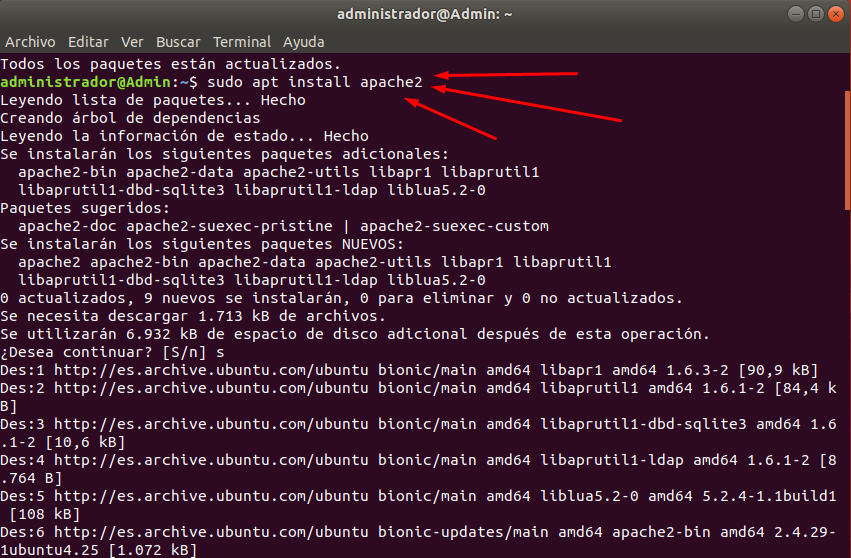 administrador@Admin: ~
Archivo Editar Ver Buscar Terminal Ayuda
Todos los paquetes están actualizados.
administrador@Admin:~$ sudo apt install apache2
Leyendo lista de paquetes... Hecho
Creando árbol de dependencias
Leyendo la información de estado... Hecho
Se instalarán los siguientes paquetes adicionales:
  apache2-bin apache2-data apache2-utils libapr1 libaprutil1
  libaprutil1-dbd-sqlite3 libaprutil1-ldap liblua5.2-0
Paquetes sugeridos:
  apache2-doc apache2-suexec-pristine | apache2-suexec-custom
Se instalarán los siguientes paquetes NUEVOS:
  apache2 apache2-bin apache2-data apache2-utils libapr1 libaprutil1
  libaprutil1-dbd-sqlite3 libaprutil1-ldap liblua5.2-0
0 actualizados, 9 nuevos se instalarán, 0 para eliminar y 0 no actualizados.
Se necesita descargar 1.713 kB de archivos.
Se utilizarán 6.932 kB de espacio de disco adicional después de esta operación.
¿Desea continuar? [S/n] s
Des:1 http://es.archive.ubuntu.com/ubuntu bionic/main amd64 libapr1 amd64 1.6.3-2 [90,9 kB]
Des:2 http://es.archive.ubuntu.com/ubuntu bionic/main amd64 libaprutil1 amd64 1.6.1-2 [84,4 k
B]
Des:3 http://es.archive.ubuntu.com/ubuntu bionic/main amd64 libaprutil1-dbd-sqlite3 amd64 1.6
.1-2 [10,6 kB]
Des:4 http://es.archive.ubuntu.com/ubuntu bionic/main amd64 libaprutil1-ldap amd64 1.6.1-2 [8
.764 B]
Des:5 http://es.archive.ubuntu.com/ubuntu bionic/main amd64 liblua5.2-0 amd64 5.2.4-1.1build1
 [108 kB]
Des:6 http://es.archive.ubuntu.com/ubuntu bionic-updates/main amd64 apache2-bin amd64 2.4.29-
1ubuntu4.25 [1.072 kB]